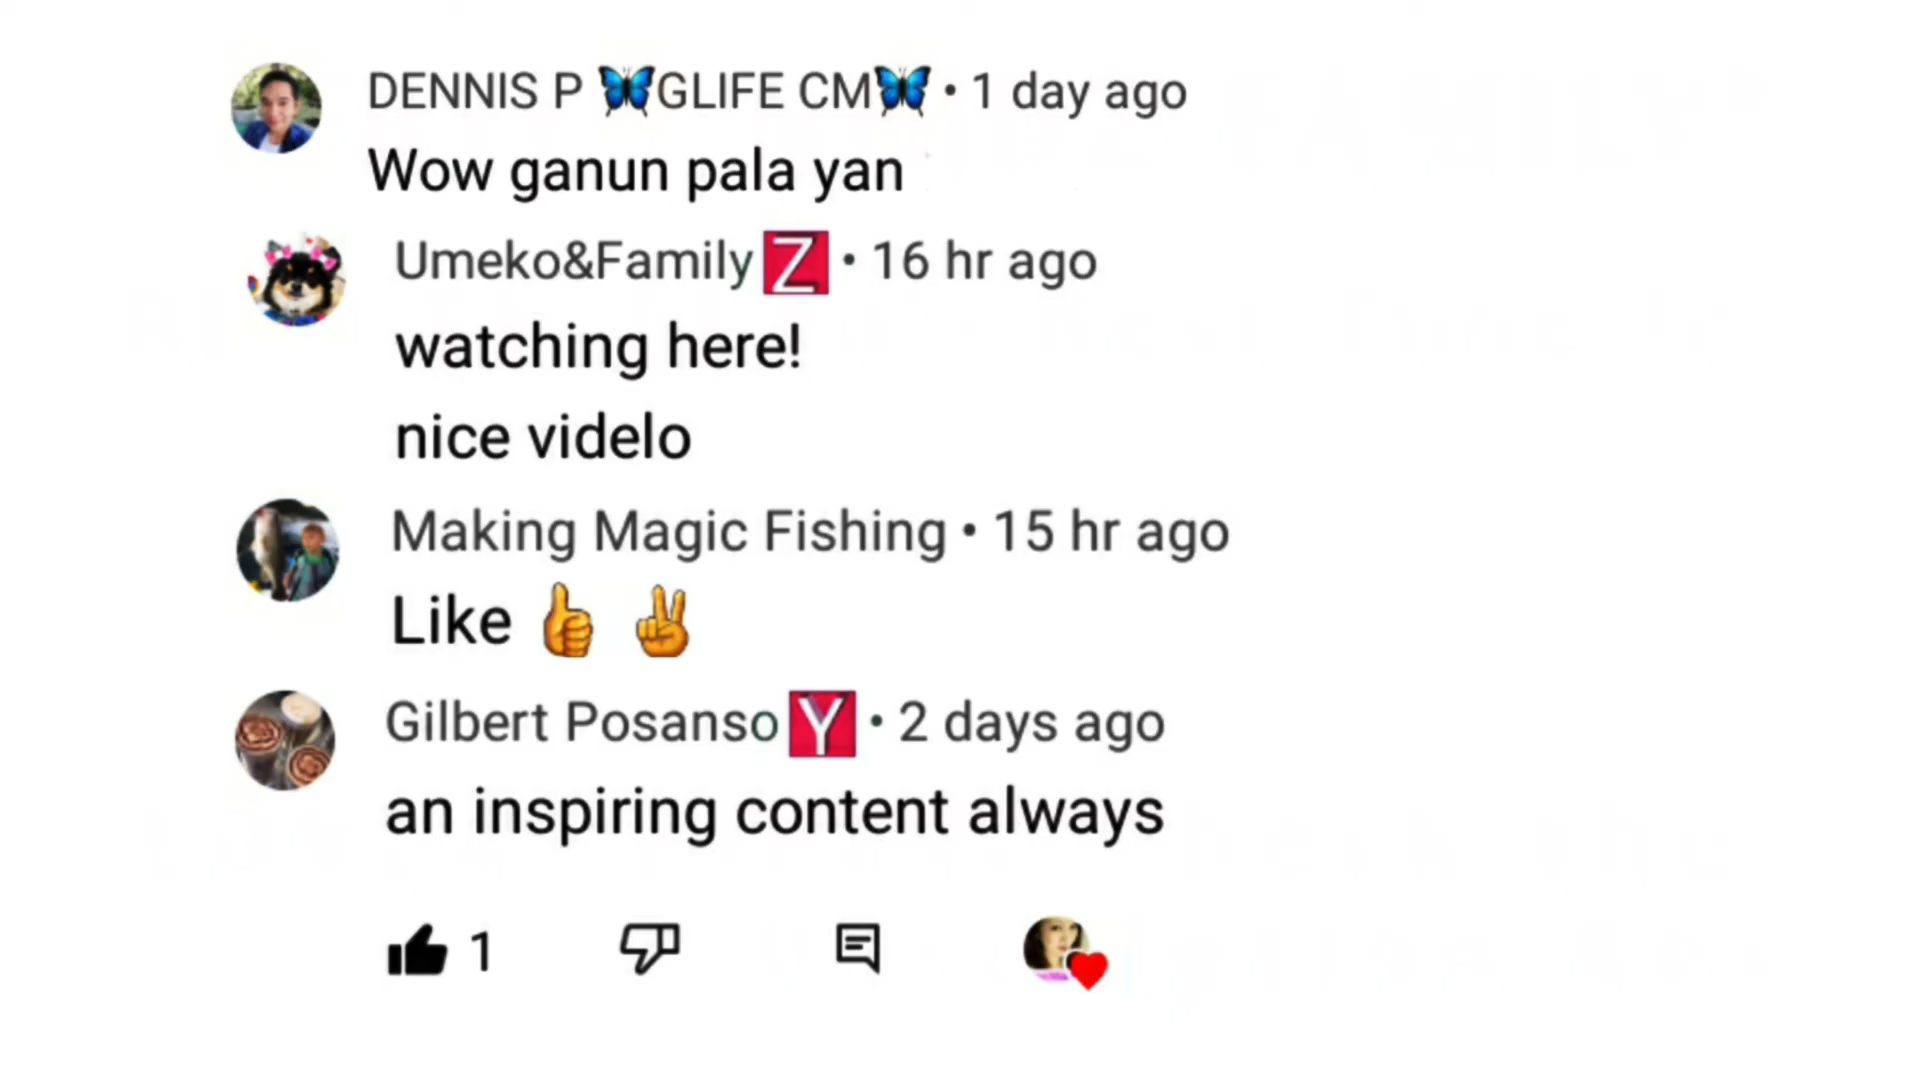 DENNIS P 🦋GLIFE CM🦋 • 1 day ago
Wow ganun pala yan
Umeko&Family🆉 • 16 hr ago
watching here!
nice videlo
Making Magic Fishing • 15 hr ago
Like 👍 ✌
Gilbert Posanso🆈 • 2 days ago
an inspiring content always
1